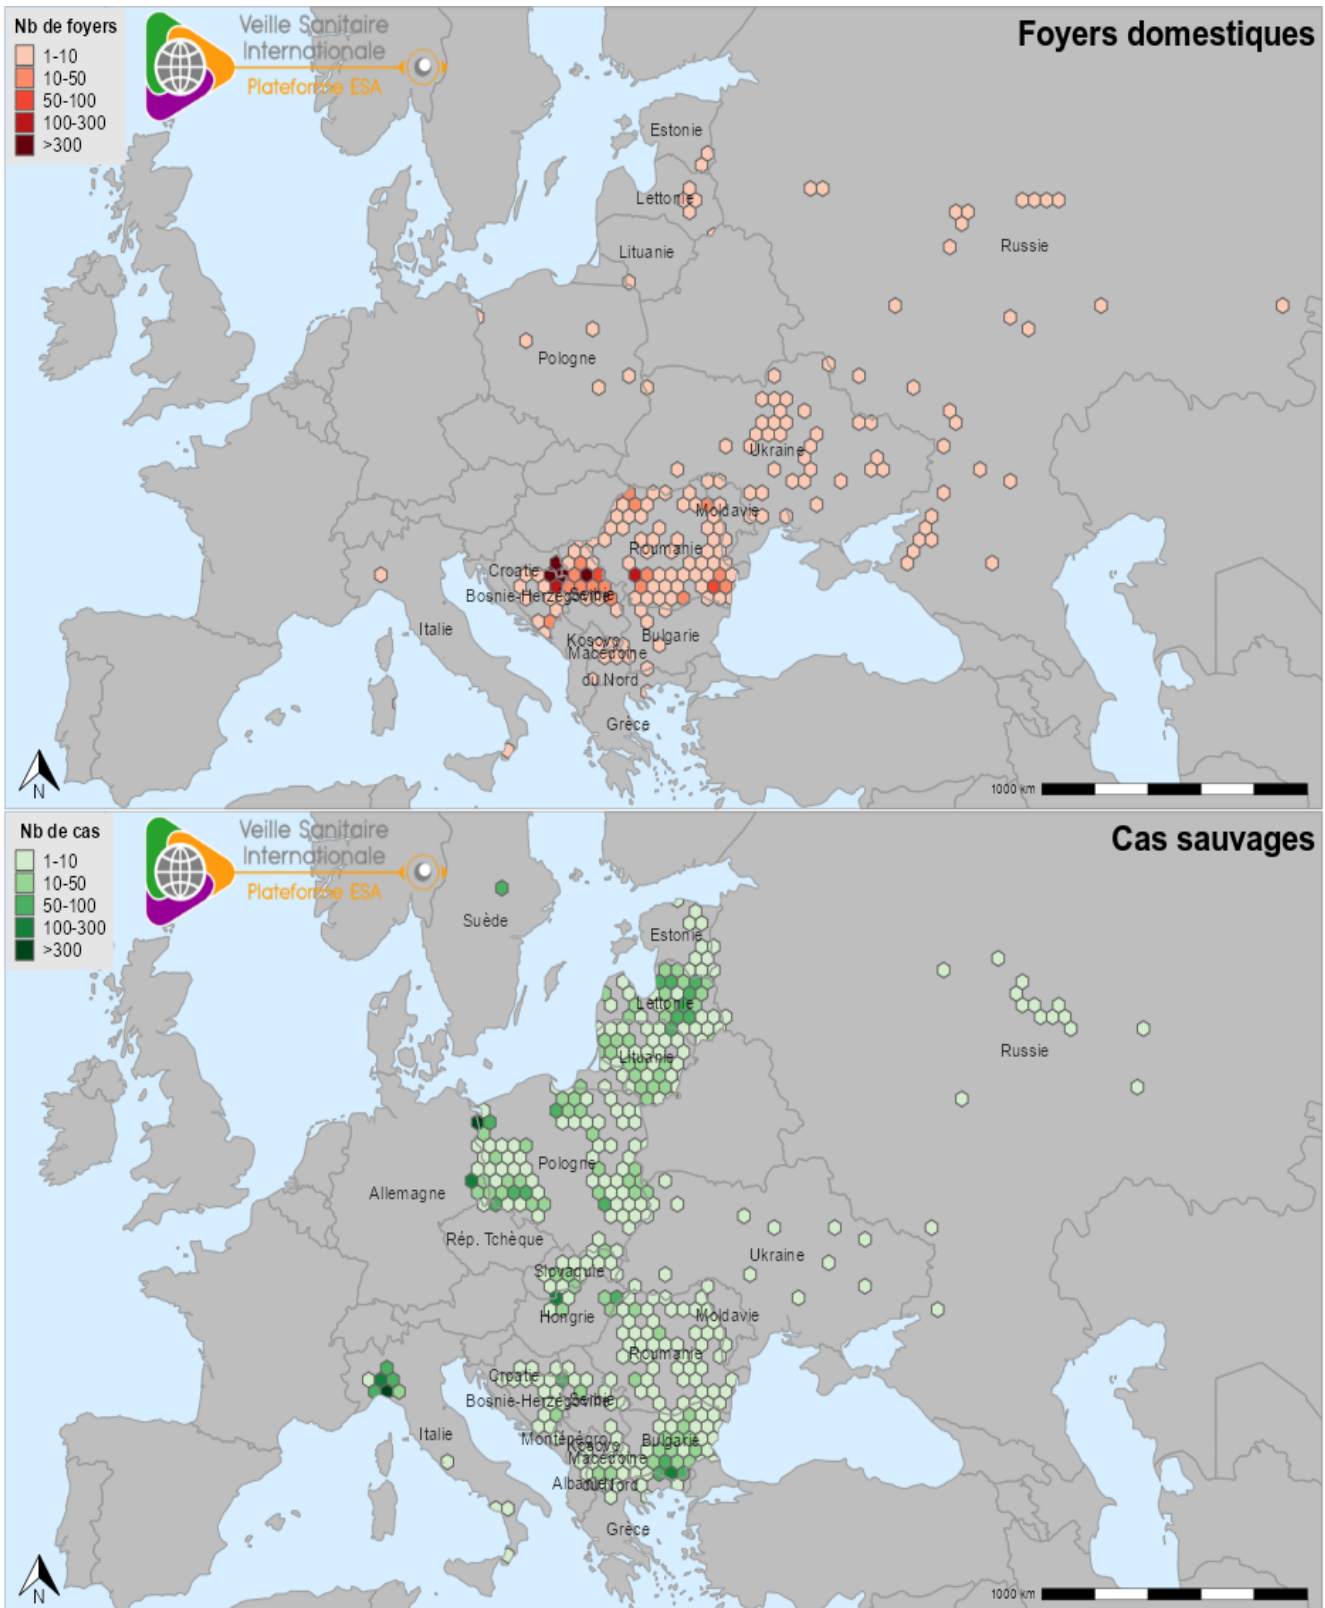 Nb de foyers
1-10
10-50
50-100
100-300
>300
Veille Sanitaire
Internationale
Plateforme ESA
Foyers domestiques
Estonie
Lettonie
Lituanie
Russie
Pologne
Ukraine
Moldavie
Roumanie
Croatie
Bosnie-Herzégovine
Serbie
Italie
Kosovo
Bulgarie
Macédoine
du Nord
Grèce
N
1000 km
Nb de cas
1-10
10-50
50-100
100-300
>300
Veille Sanitaire
Internationale
Plateforme ESA
Cas sauvages
Suède
Estonie
Lettonie
Lituanie
Russie
Pologne
Allemagne
Rép. Tchèque
Ukraine
Slovaquie
Hongrie
Moldavie
Roumanie
Croatie
Bosnie-Herzégovine
Serbie
Italie
Monténégro
Kosovo
Bulgarie
Macédoine
Albanie
du Nord
Grèce
N
1000 km